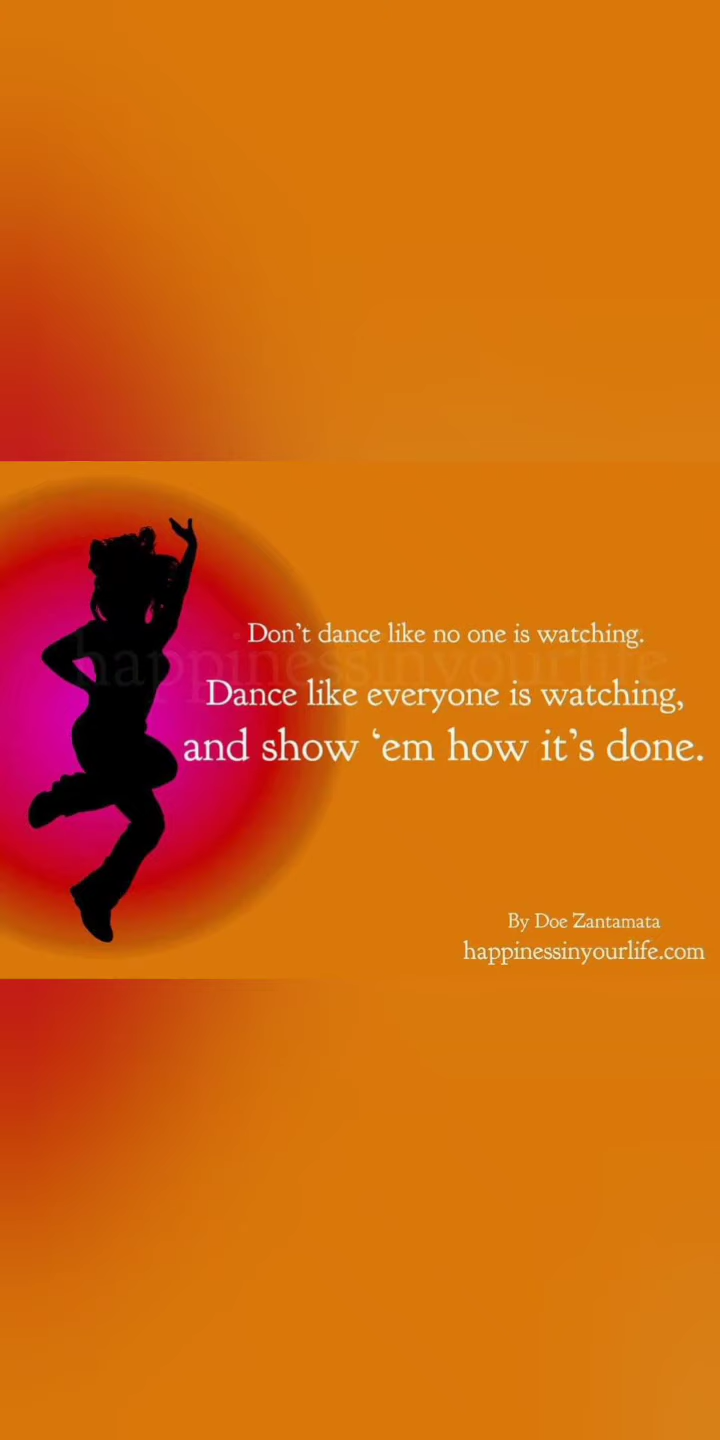 Don’t dance like no one is watching.
happinessinyourlife
Dance like everyone is watching,
and show ‘em how it’s done.
By Doe Zantamata
happinessinyourlife.com